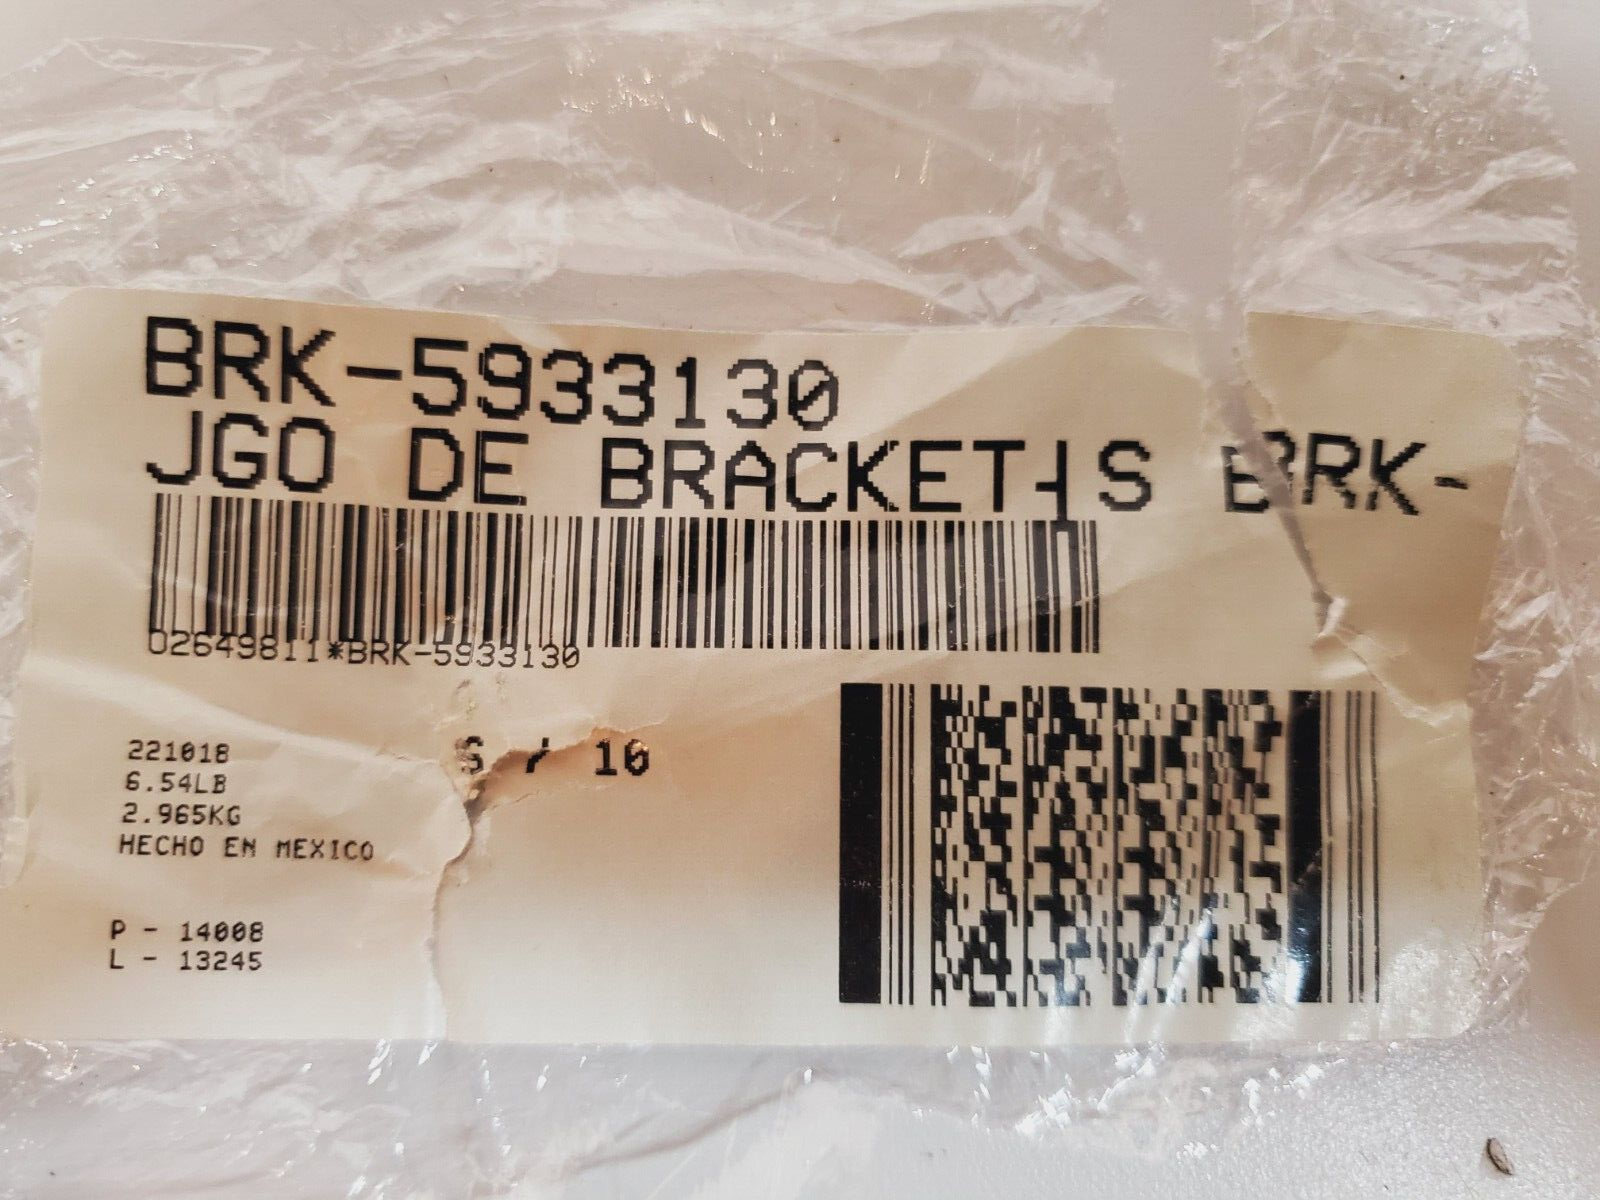 BRK-5933130
JGO DE BRACKETS BRK-
02649811*BRK-5933130
221018
6.54LB
2.965KG
HECHO EN MEXICO
S / 10
P - 14008
L - 13245